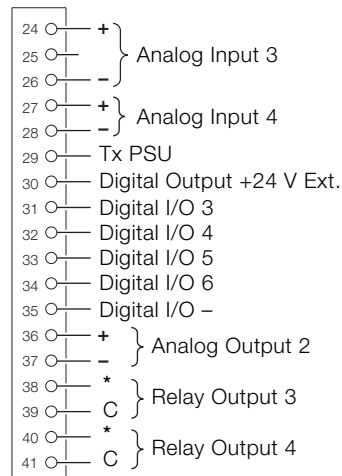 24 +
25 Analog Input 3
26 –
27 +
Analog Input 4
28 –
29 Tx PSU
30 Digital Output +24 V Ext.
31 Digital I/O 3
32 Digital I/O 4
33 Digital I/O 5
34 Digital I/O 6
35 Digital I/O –
36 +
Analog Output 2
37 –
38 *
Relay Output 3
39 C
40 *
Relay Output 4
41 C